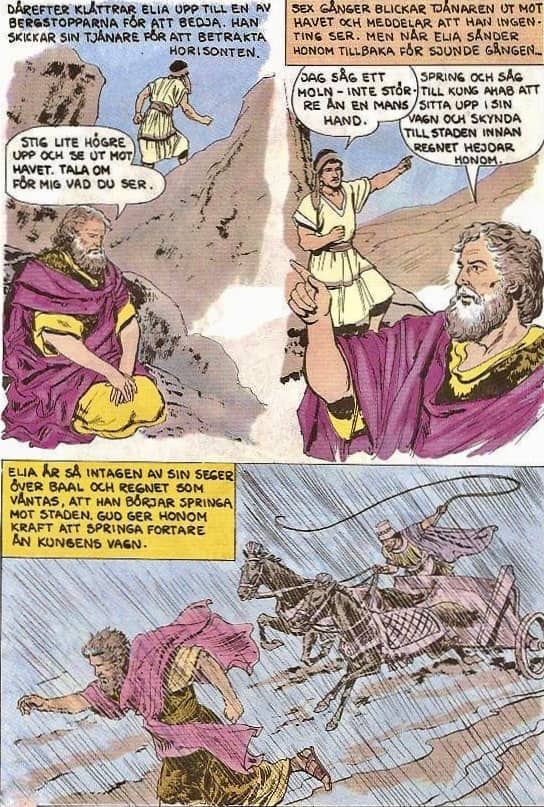 DÄREFTER KLÄTTRAR ELIA UPP TILL EN AV
BERGSTOPPARNA FÖR ATT BEDJA. HAN
SKICKAR SIN TJÄNARE FÖR ATT BETRAKTA
HORISONTEN.
STIG LITE HÖGRE
UPP OCH SE UT MOT
HAVET. TALA OM
FÖR MIG VAD DU SER.
SEX GÅNGER BLICKAR TJÄNAREN UT MOT
HAVET OCH MEDDELAR ATT HAN INGEN-
TING SER. MEN NÄR ELIA SÄNDER
HONOM TILLBAKA FÖR SJUNDE GÅNGEN...
JAG SÅG ETT
MOLN - INTE STÖR-
RE ÄN EN MANS
HAND.
SPRING OCH SÄG
TILL KUNG AHAB ATT
SITTA UPP I SIN
VAGN OCH SKYNDA
TILL STADEN INNAN
REGNET HEJDAR
HONOM.
ELIA ÄR SÅ INTAGEN AV SIN SEGER
ÖVER BAAL OCH REGNET SOM
VÄNTAS, ATT HAN BÖRJAR SPRINGA
MOT STADEN. GUD GER HONOM
KRAFT ATT SPRINGA FORTARE
ÄN KUNGENS VAGN.